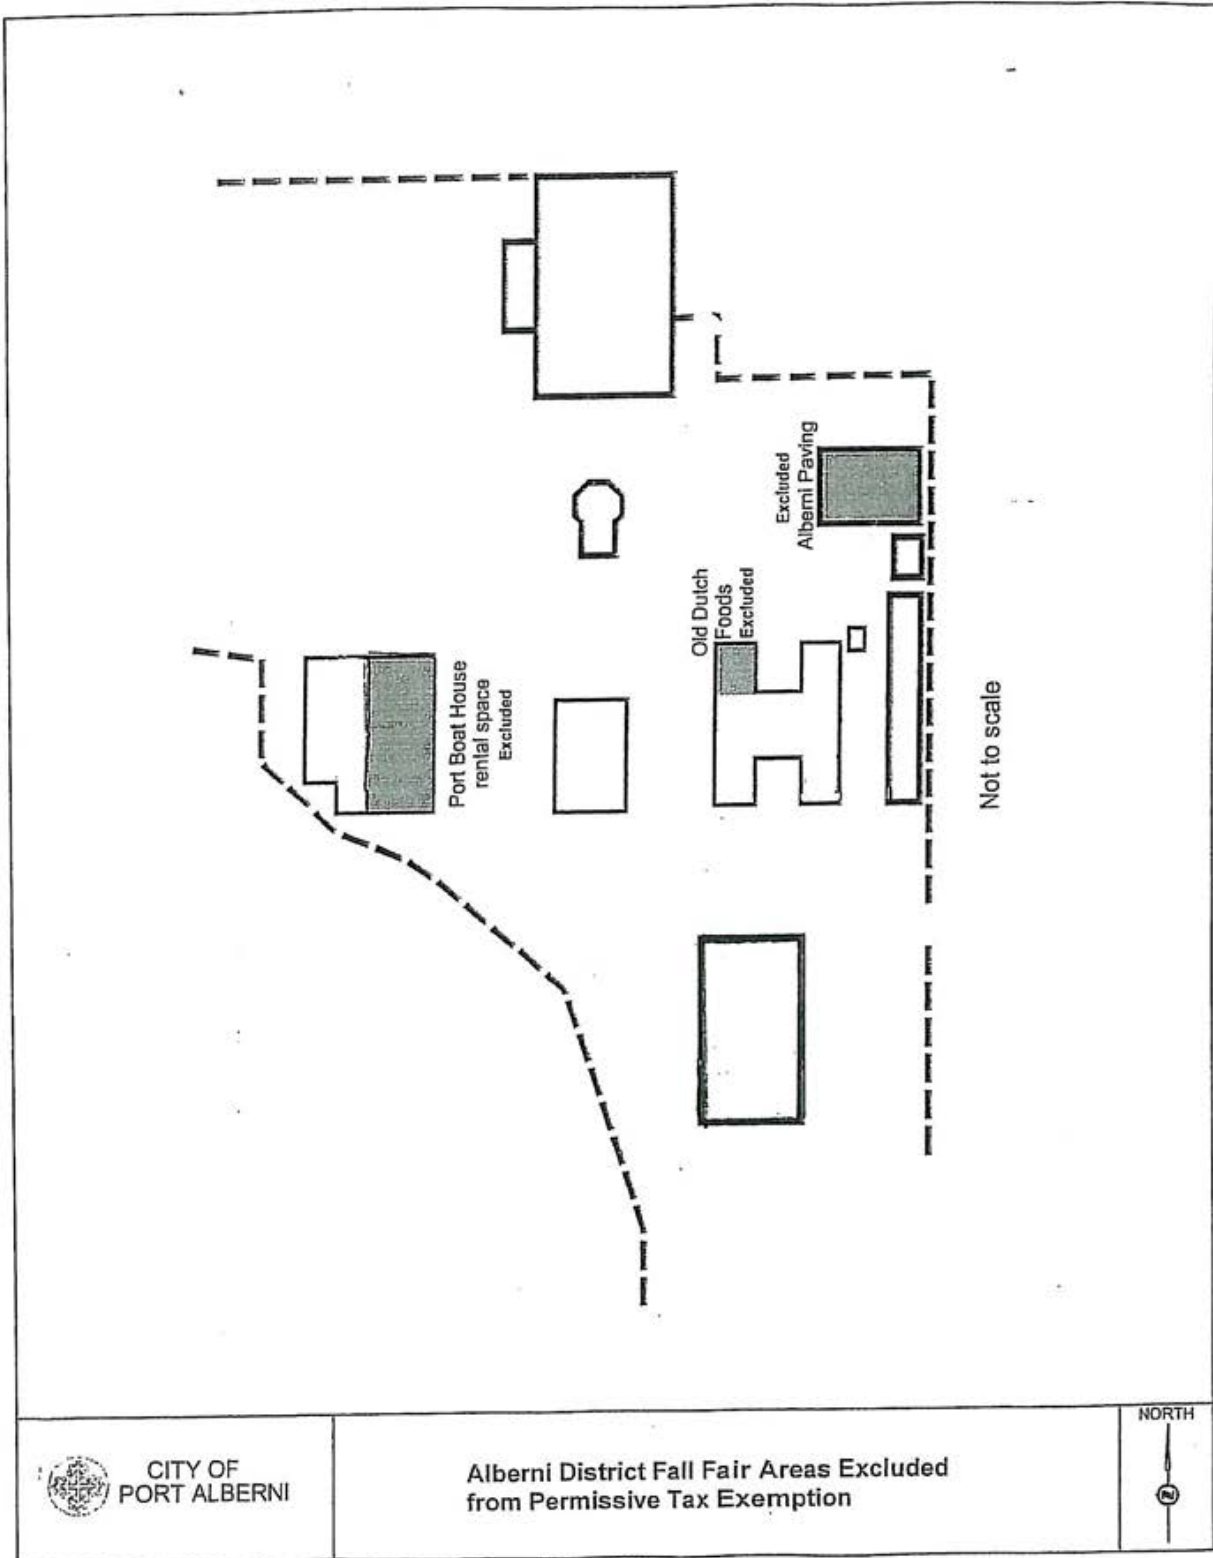 Excluded
Alberni Paving
Old Dutch
Foods
Excluded
Port Boat House
rental space
Excluded
Not to scale
CITY OF
PORT ALBERNI
Alberni District Fall Fair Areas Excluded
from Permissive Tax Exemption
NORTH
N